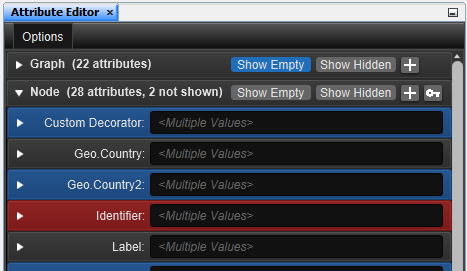 Attribute Editor
Options
Graph (22 attributes) Show Empty Show Hidden
Node (28 attributes, 2 not shown) Show Empty Show Hidden
Custom Decorator: <Multiple Values>
Geo.Country: <Multiple Values>
Geo.Country2: <Multiple Values>
Identifier: <Multiple Values>
Label: <Multiple Values>